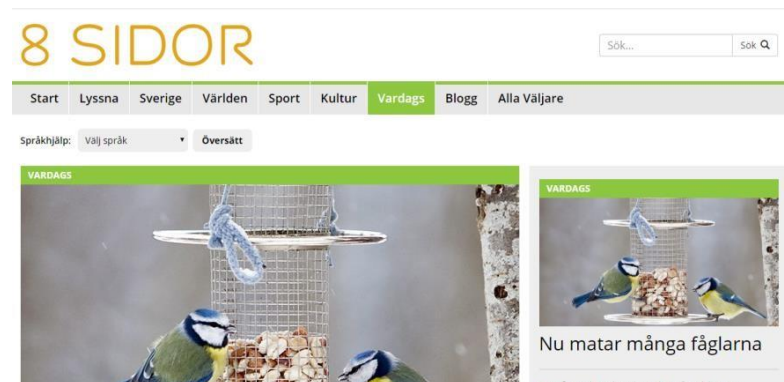 8 SIDOR
Sök...
Sök
Start Lyssna Sverige Världen Sport Kultur Vardags Blogg Alla Väljare
Språkhjälp: Välj språk Översätt
VARDAGS
VARDAGS
Nu matar många fåglarna